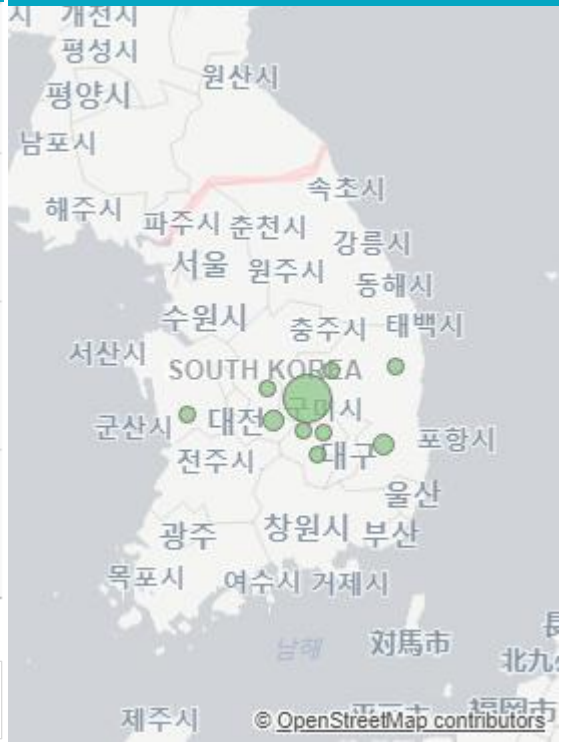 개천시
평성시
원산시
평양시
남포시
속초시
해주시
파주시 춘천시
강릉시
서울 원주시
동해시
수원시
충주시 태백시
서산시
SOUTH KOREA
구미시
군산시 대전
포항시
전주시 대구
울산
광주 창원시 부산
목포시 여수시 거제시
남해
対馬市
제주시
© OpenStreetMap contributors